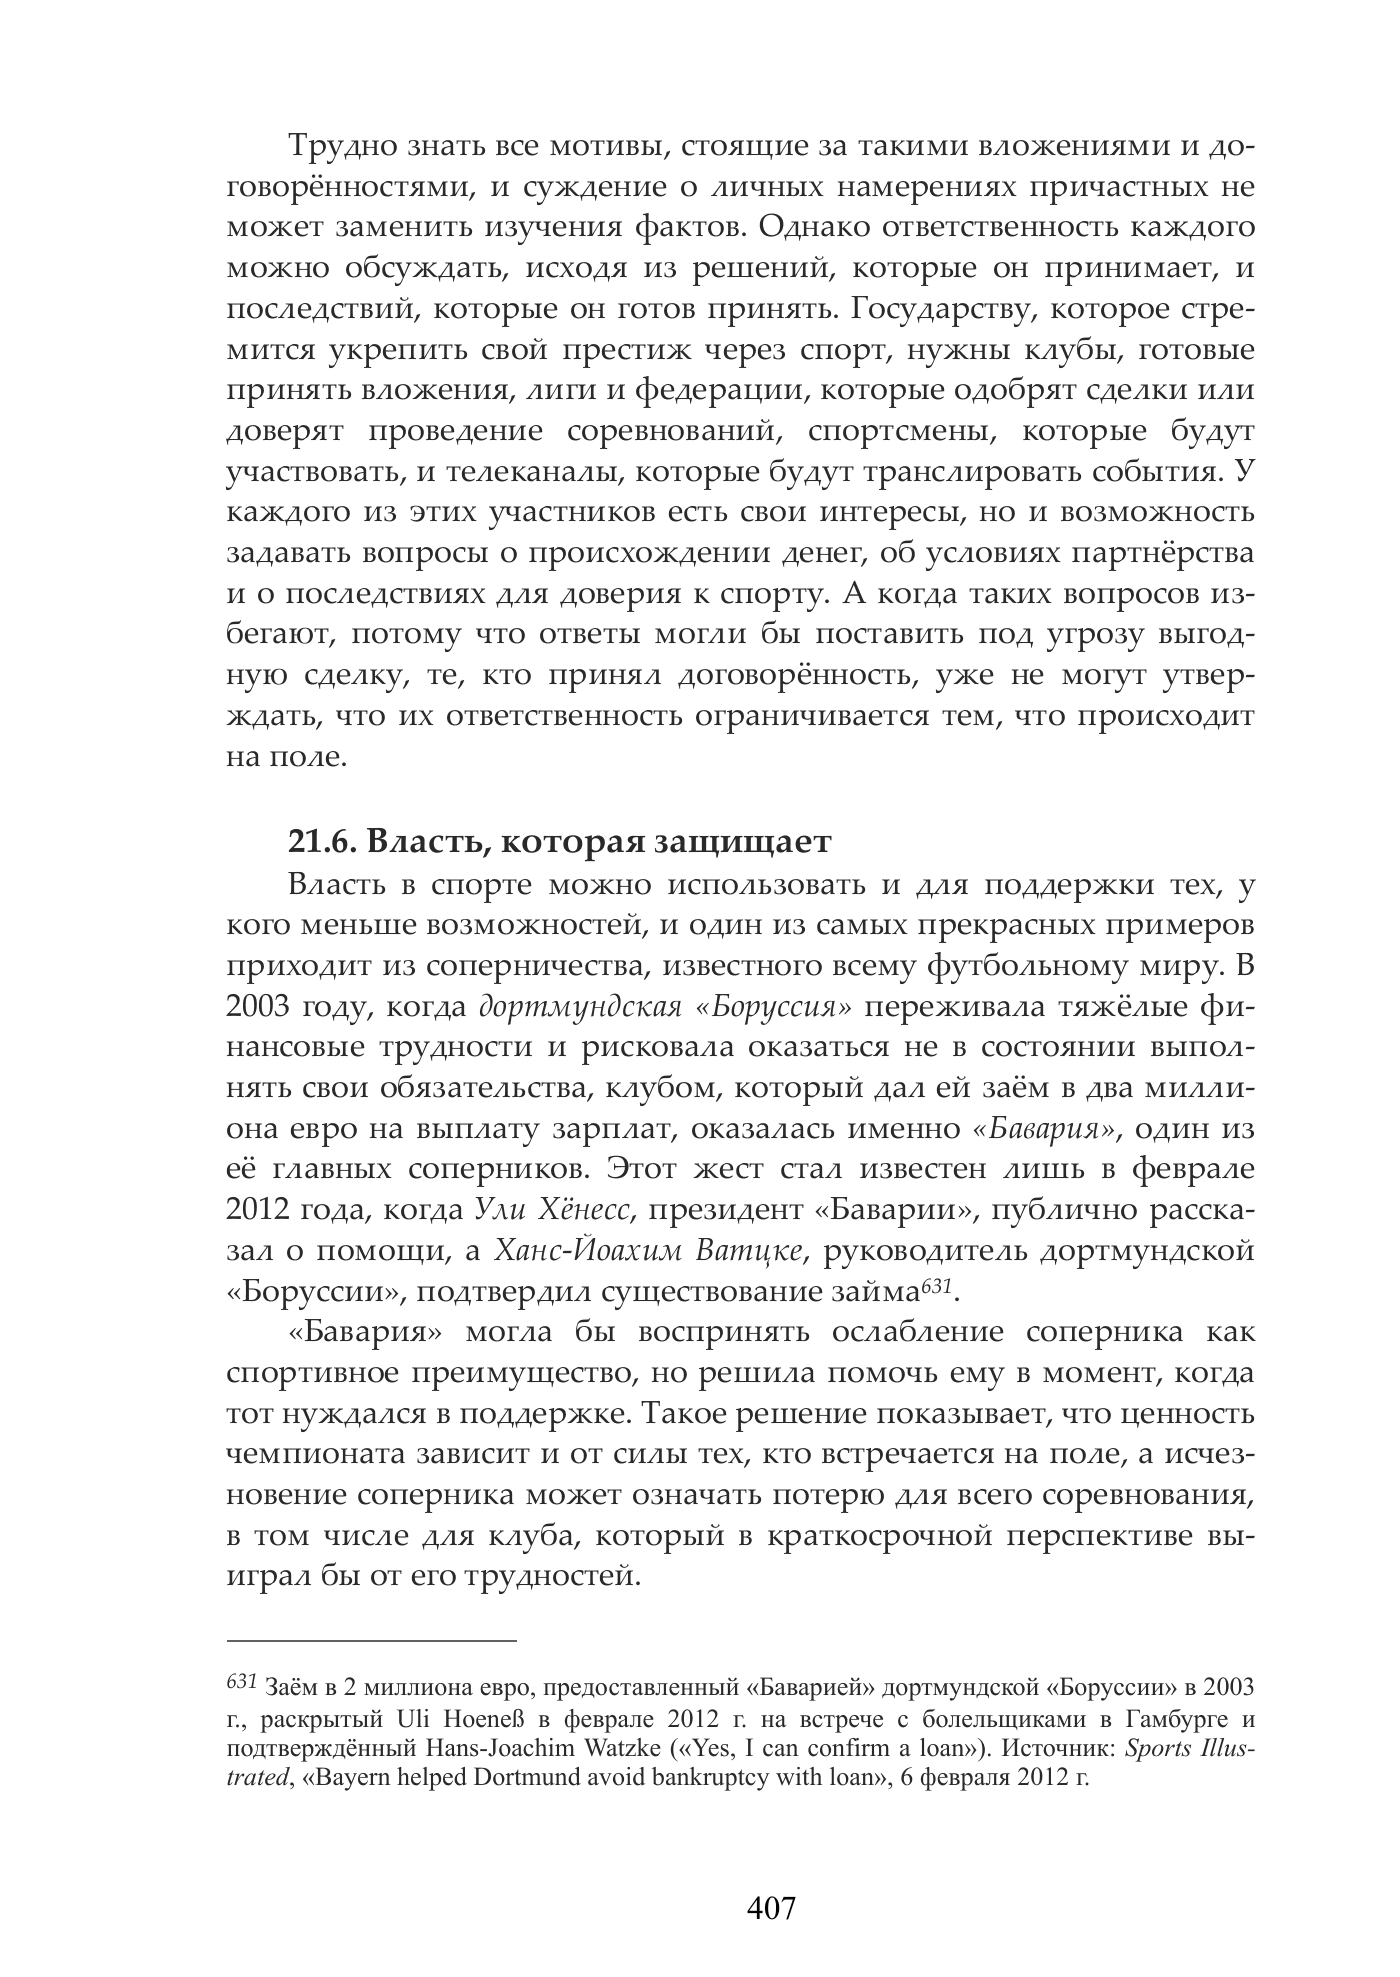 Трудно знать все мотивы, стоящие за такими вложениями и до-
говорённостями, и суждение о личных намерениях причастных не
может заменить изучения фактов. Однако ответственность каждого
можно обсуждать, исходя из решений, которые он принимает, и
последствий, которые он готов принять. Государству, которое стре-
мится укрепить свой престиж через спорт, нужны клубы, готовые
принять вложения, лиги и федерации, которые одобрят сделки или
доверят проведение соревнований, спортсмены, которые будут
участвовать, и телеканалы, которые будут транслировать события. У
каждого из этих участников есть свои интересы, но и возможность
задавать вопросы о происхождении денег, об условиях партнёрства
и о последствиях для доверия к спорту. А когда таких вопросов из-
бегают, потому что ответы могли бы поставить под угрозу выгод-
ную сделку, те, кто принял договорённость, уже не могут утвер-
ждать, что их ответственность ограничивается тем, что происходит
на поле.
21.6. Власть, которая защищает
Власть в спорте можно использовать и для поддержки тех, у
кого меньше возможностей, и один из самых прекрасных примеров
приходит из соперничества, известного всему футбольному миру. В
2003 году, когда дортмундская «Боруссия» переживала тяжёлые фи-
нансовые трудности и рисковала оказаться не в состоянии выпол-
нять свои обязательства, клубом, который дал ей заём в два милли-
она евро на выплату зарплат, оказалась именно «Бавария», один из
её главных соперников. Этот жест стал известен лишь в феврале
2012 года, когда Ули Хёнесс, президент «Баварии», публично расска-
зал о помощи, а Ханс-Йоахим Ватцке, руководитель дортмундской
«Боруссии», подтвердил существование займа631.
«Бавария» могла бы воспринять ослабление соперника как
спортивное преимущество, но решила помочь ему в момент, когда
тот нуждался в поддержке. Такое решение показывает, что ценность
чемпионата зависит и от силы тех, кто встречается на поле, а исчез-
новение соперника может означать потерю для всего соревнования,
в том числе для клуба, который в краткосрочной перспективе вы-
играл бы от его трудностей.
631 Заём в 2 миллиона евро, предоставленный «Баварией» дортмундской «Боруссии» в 2003
г., раскрытый Uli Hoeneß в феврале 2012 г. на встрече с болельщиками в Гамбурге и
подтверждённый Hans-Joachim Watzke («Yes, I can confirm a loan»). Источник: Sports Illus-
trated, «Bayern helped Dortmund avoid bankruptcy with loan», 6 февраля 2012 г.
407